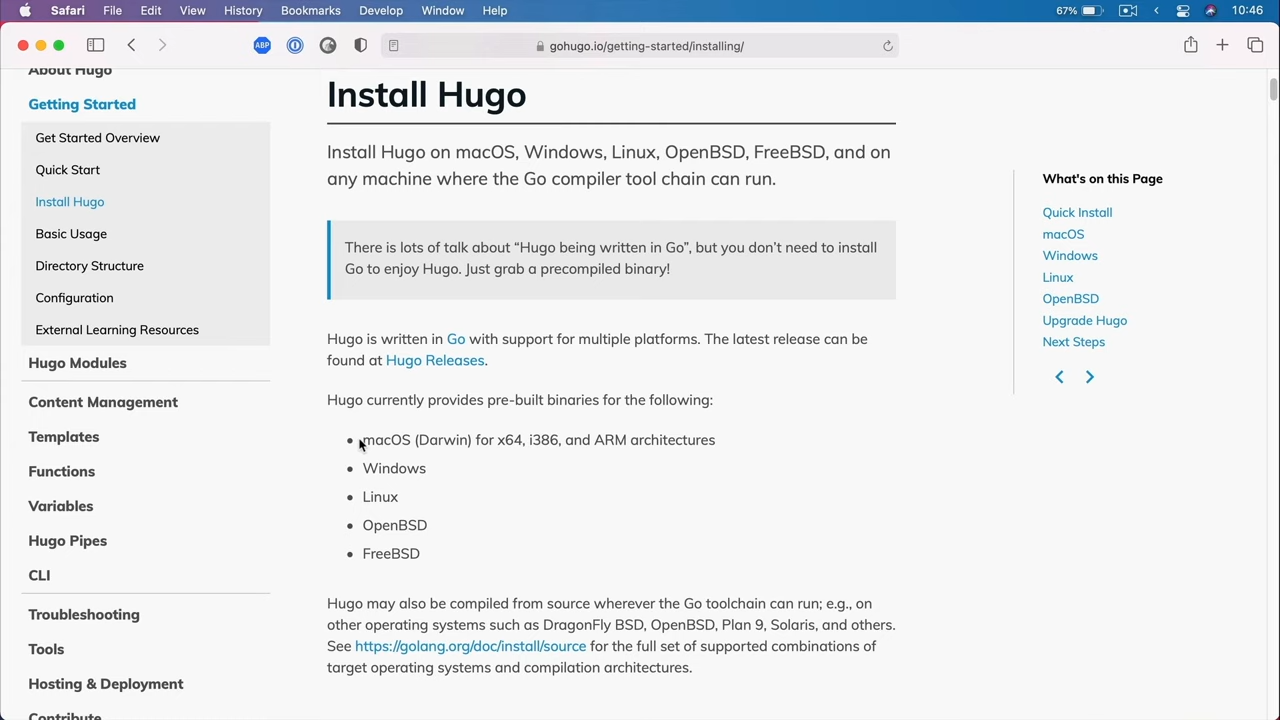 Safari File Edit View History Bookmarks Develop Window Help 67% 10:46
ABP gohugo.io/getting-started/installing/
About Hugo
Getting Started
Get Started Overview
Quick Start
Install Hugo
Basic Usage
Directory Structure
Configuration
External Learning Resources
Hugo Modules
Content Management
Templates
Functions
Variables
Hugo Pipes
CLI
Troubleshooting
Tools
Hosting & Deployment
Contribute
Install Hugo
Install Hugo on macOS, Windows, Linux, OpenBSD, FreeBSD, and on
any machine where the Go compiler tool chain can run.
There is lots of talk about “Hugo being written in Go”, but you don’t need to install
Go to enjoy Hugo. Just grab a precompiled binary!
Hugo is written in Go with support for multiple platforms. The latest release can be
found at Hugo Releases.
Hugo currently provides pre-built binaries for the following:
• macOS (Darwin) for x64, i386, and ARM architectures
• Windows
• Linux
• OpenBSD
• FreeBSD
Hugo may also be compiled from source wherever the Go toolchain can run; e.g., on
other operating systems such as DragonFly BSD, OpenBSD, Plan 9, Solaris, and others.
See https://golang.org/doc/install/source for the full set of supported combinations of
target operating systems and compilation architectures.
What's on this Page
Quick Install
macOS
Windows
Linux
OpenBSD
Upgrade Hugo
Next Steps